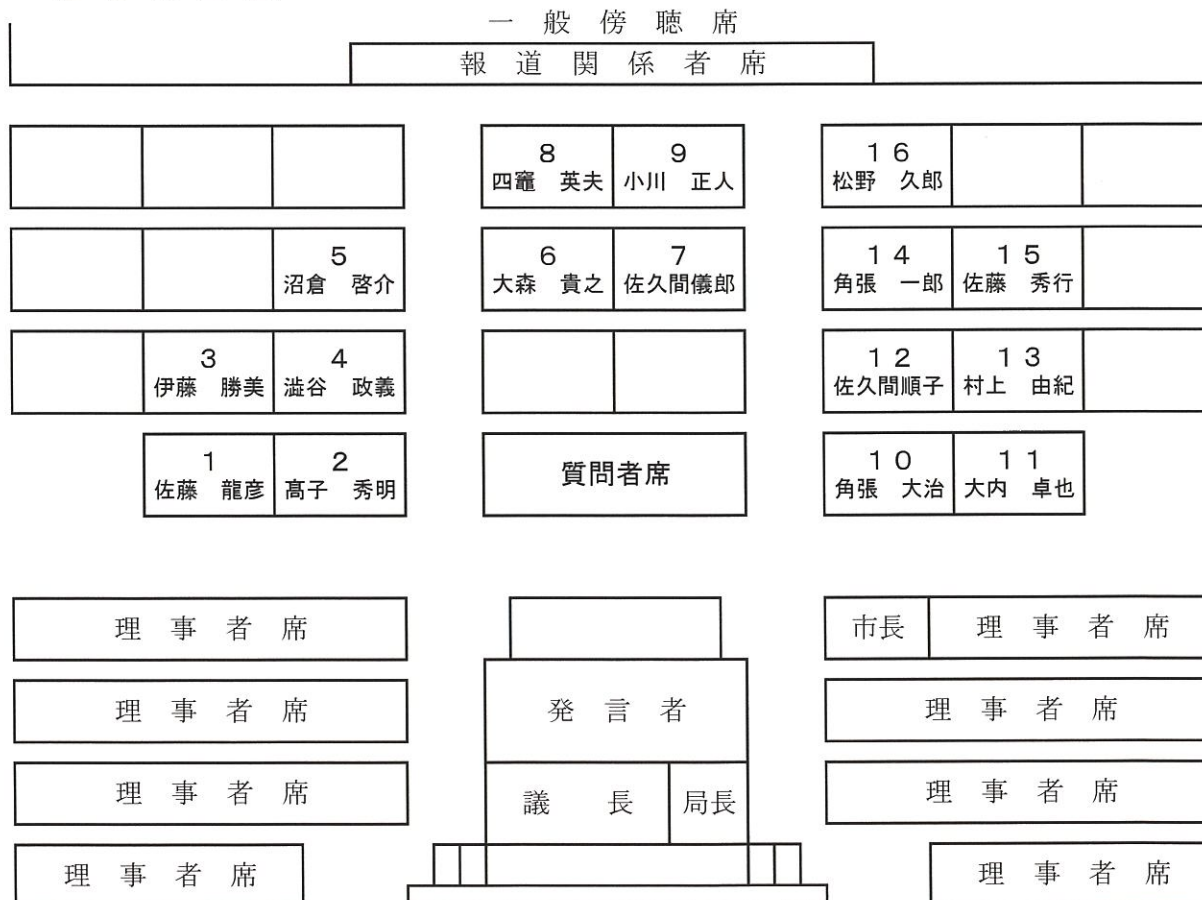 一般傍聴席
報道関係者席
8 9 16
四竈 英夫 小川 正人 松野 久郎
5 6 7 14 15
沼倉 啓介 大森 貴之 佐久間儀郎 角張 一郎 佐藤 秀行
3 4 12 13
伊藤 勝美 澁谷 政義 佐久間順子 村上 由紀
1 2 質問者席 10 11
佐藤 龍彦 髙子 秀明 角張 大治 大内 卓也
理事者席 市長 理事者席
理事者席 発言者 理事者席
理事者席 議長 局長 理事者席
理事者席 理事者席